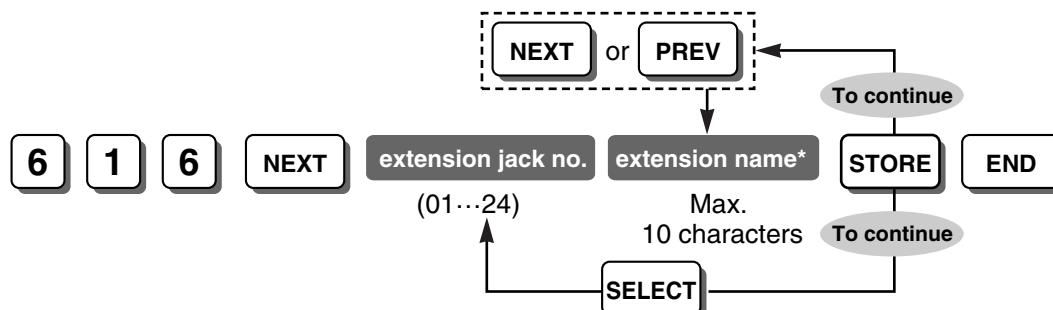 NEXT or PREV
To continue
6 1 6 NEXT extension jack no. extension name* STORE END
(01···24) Max.
10 characters
To continue
SELECT